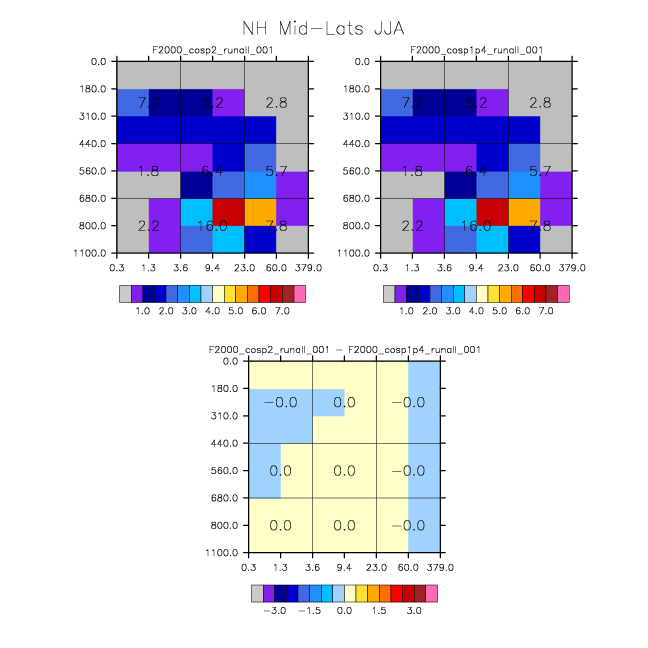 NH Mid-Lats JJA
F2000_cosp2_runall_001
F2000_cosp1p4_runall_001
0.0
180.0
310.0
440.0
560.0
680.0
800.0
1100.0
7.2 5.2 2.8
1.8 6.4 5.7
2.2 16.0 7.8
0.3 1.3 3.6 9.4 23.0 60.0 379.0
1.0 2.0 3.0 4.0 5.0 6.0 7.0
0.0
180.0
310.0
440.0
560.0
680.0
800.0
1100.0
7.2 5.2 2.8
1.8 6.4 5.7
2.2 16.0 7.8
0.3 1.3 3.6 9.4 23.0 60.0 379.0
1.0 2.0 3.0 4.0 5.0 6.0 7.0
F2000_cosp2_runall_001 - F2000_cosp1p4_runall_001
0.0
180.0
310.0
440.0
560.0
680.0
800.0
1100.0
-0.0 0.0 -0.0
0.0 0.0 -0.0
0.0 0.0 -0.0
0.3 1.3 3.6 9.4 23.0 60.0 379.0
-3.0 -1.5 0.0 1.5 3.0